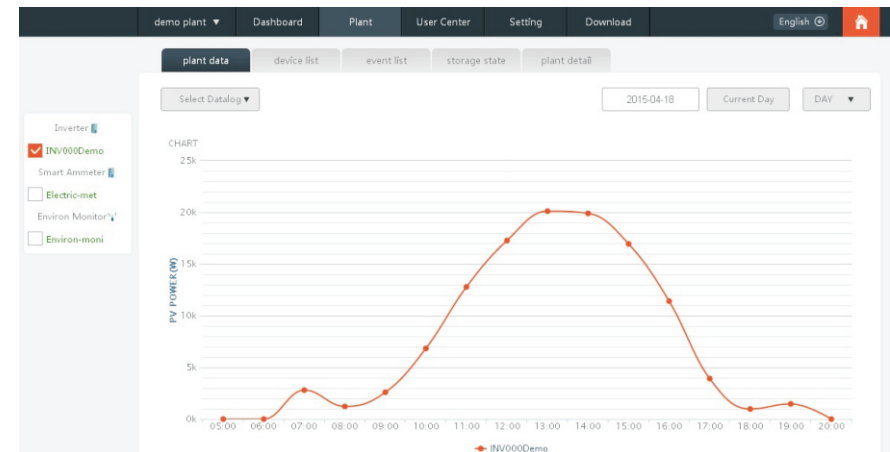 demo plant ▼ Dashboard Plant User Center Setting Download English
plant data device list event list storage state plant detail
Select Datalog ▼ 2015-04-18 Current Day DAY ▼
Inverter
INV000Demo
Smart Ammeter
Electric-met
Environ Monitor
Environ-moni
CHART
25k
20k
15k
10k
5k
0k
PV POWER(W)
05:00 06:00 07:00 08:00 09:00 10:00 11:00 12:00 13:00 14:00 15:00 16:00 17:00 18:00 19:00 20:00
INV000Demo